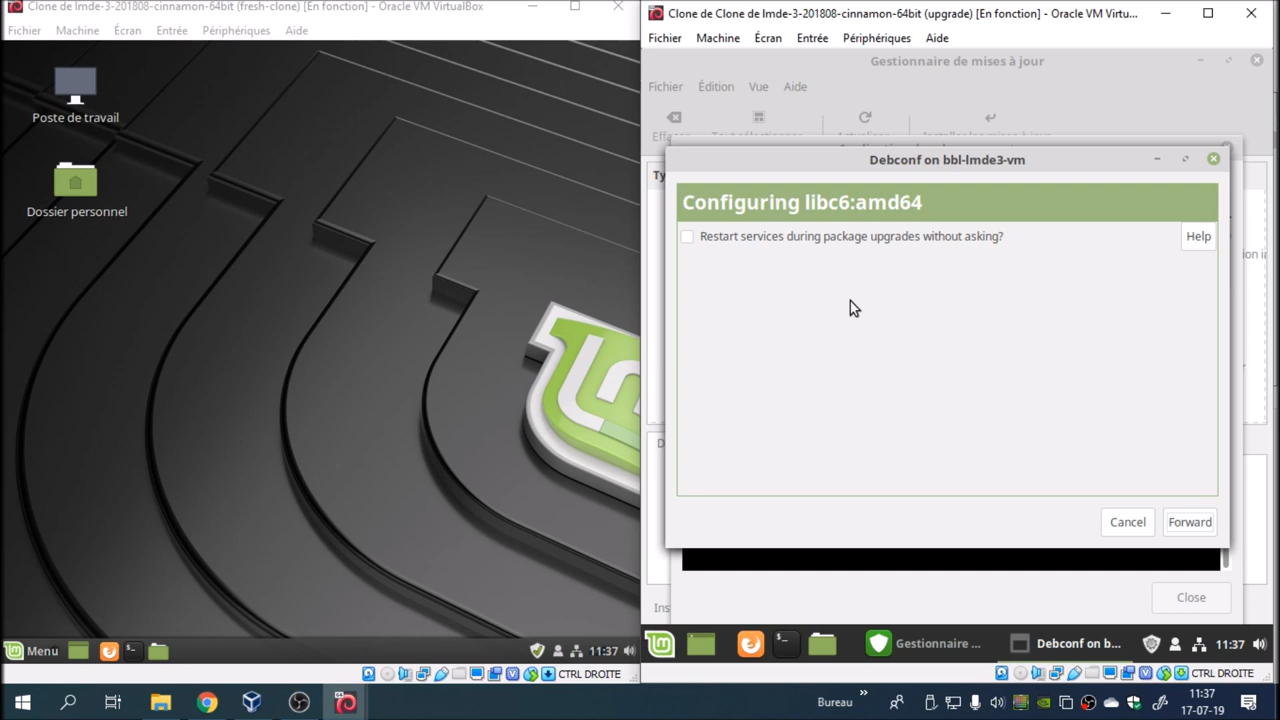 Clone de Clone de lmde-3-201808-cinnamon-64bit (fresh-clone) [En fonction] - Oracle VM VirtualBox
Fichier Machine Écran Entrée Périphériques Aide
Poste de travail
Dossier personnel
Menu
11:37
CTRL DROITE
Clone de Clone de lmde-3-201808-cinnamon-64bit (upgrade) [En fonction] - Oracle VM Virtu...
Fichier Machine Écran Entrée Périphériques Aide
Gestionnaire de mises à jour
Fichier Édition Vue Aide
Debconf on bbl-lmde3-vm
Configuring libc6:amd64
Restart services during package upgrades without asking?
Help
Cancel Forward
Close
Ins
Gestionnaire ... Debconf on b... 11:37
CTRL DROITE
Bureau
11:37
17-07-19